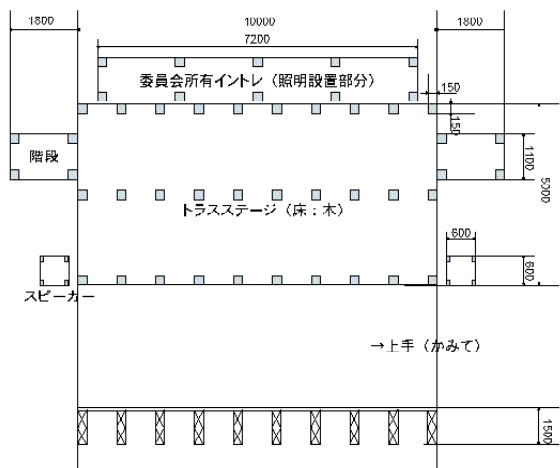 1800
10000
1800
7200
委員会所有イントレ（照明設置部分）
150
150
階段
1100
5000
トラスステージ（床：木）
600
600
スピーカー
→上手（かみて）
1500